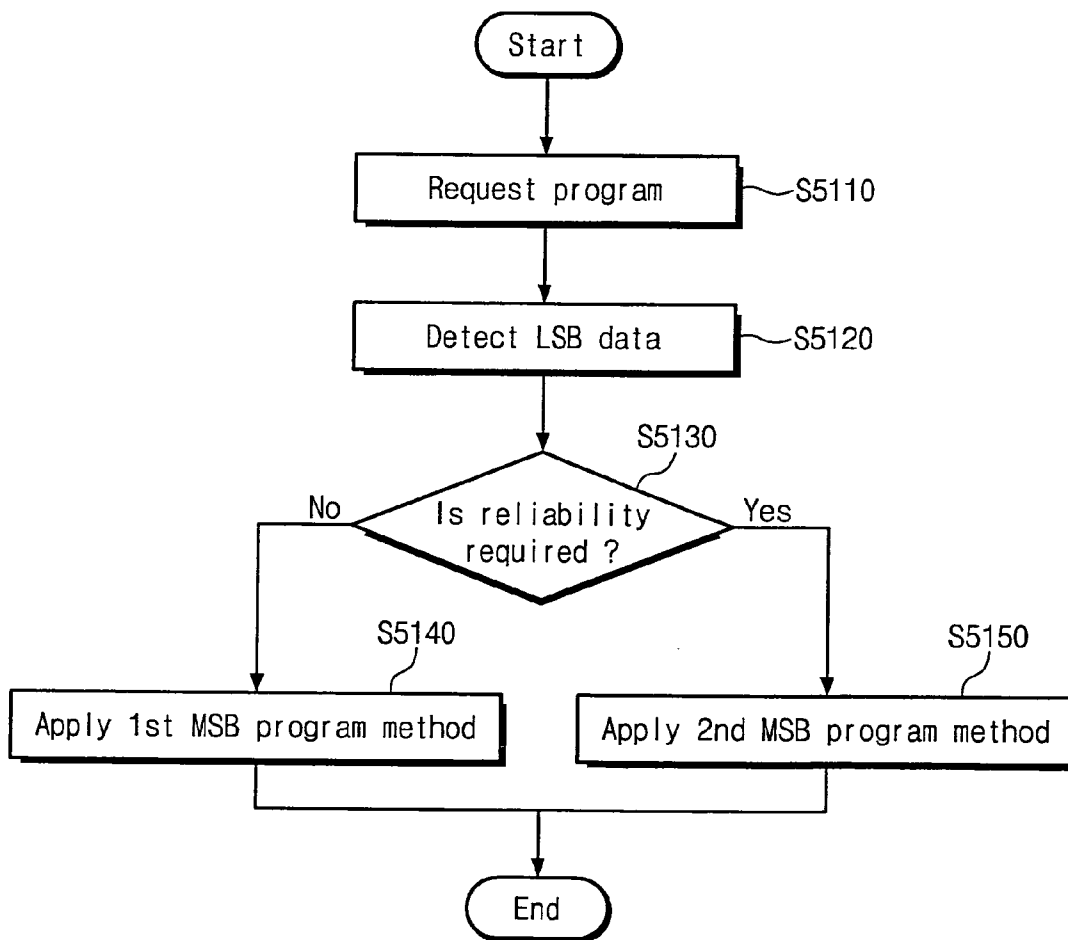 Start
Request program
S5110
Detect LSB data
S5120
S5130
No
Is reliability
required ?
Yes
S5140
S5150
Apply 1st MSB program method
Apply 2nd MSB program method
End